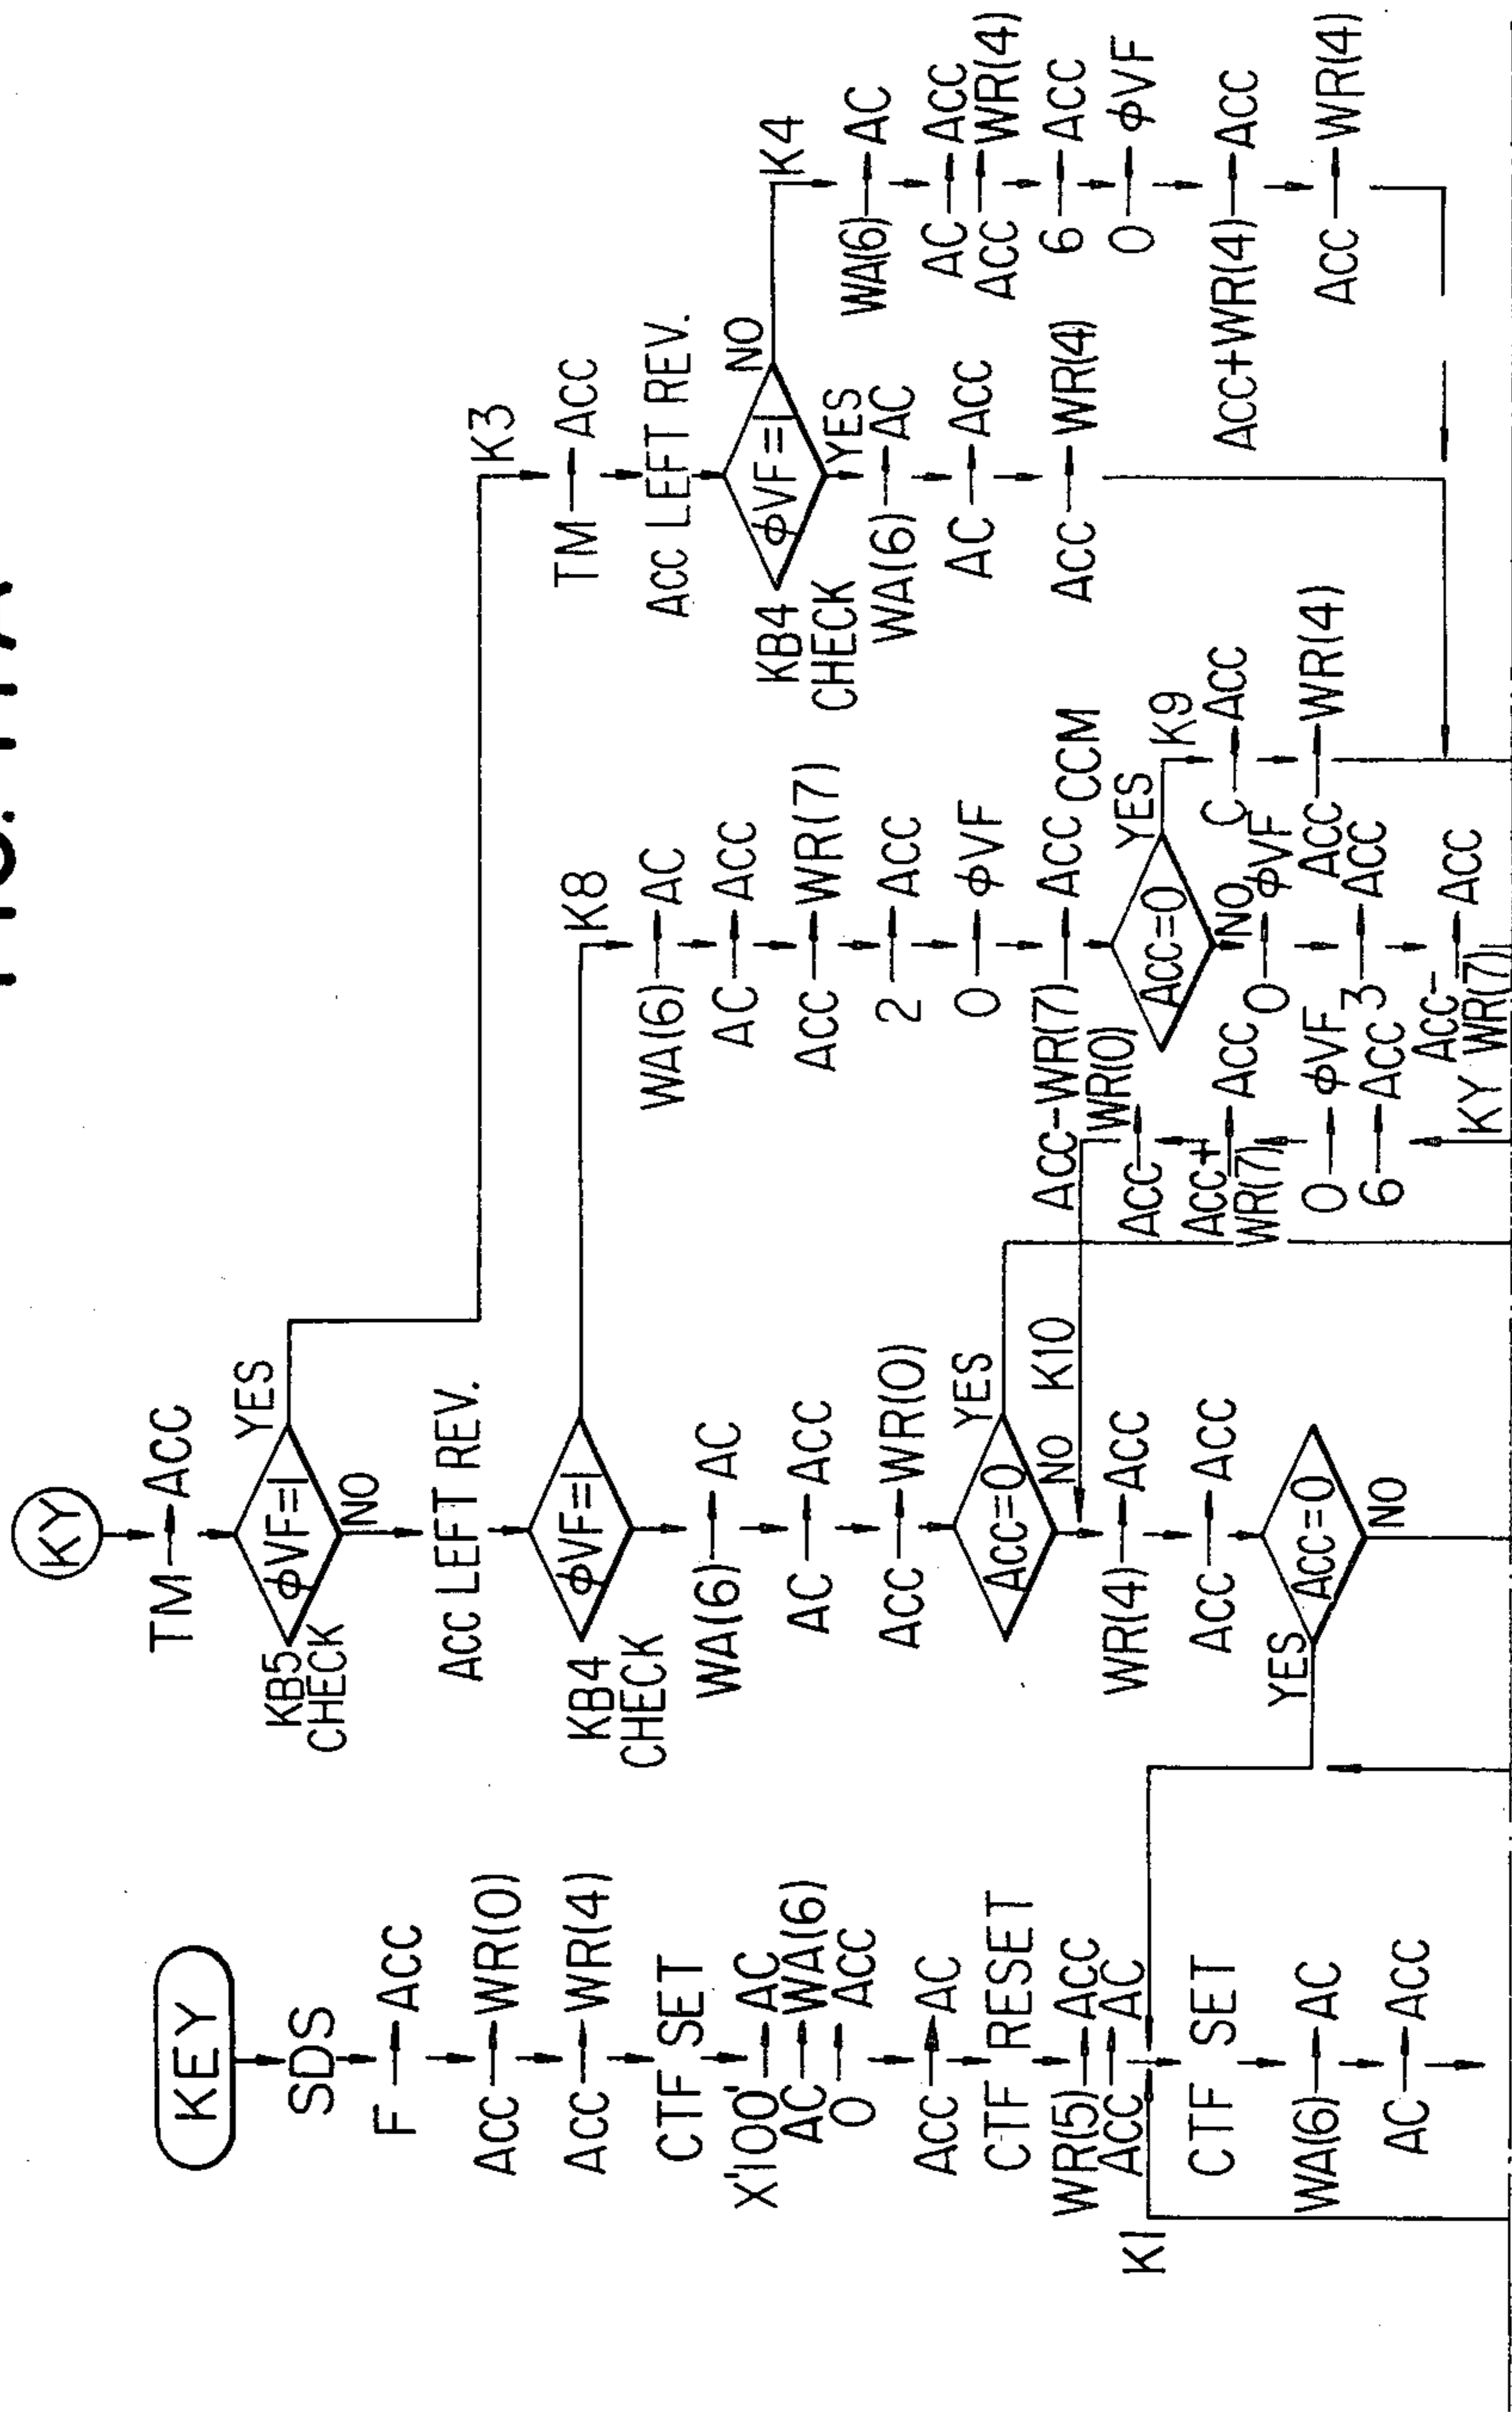 KEY
SDS
F → ACC
ACC → WR(0)
ACC → WR(4)
CTF SET
X'100' → AC
AC → WA(6)
0 → ACC
ACC → AC
CTF RESET
WR(5) → ACC
ACC → AC
K1
CTF SET
WA(6) → AC
AC → ACC
KY
TM → ACC
φVF=1
YES
KB5
CHECK
NO
ACC LEFT REV.
φVF=1
KB4
CHECK
WA(6) → AC
AC → ACC
ACC → WR(0)
ACC=0
YES
NO
K10
WR(4) → ACC
ACC → ACC
ACC=0
YES
NO
K8
WA(6) → AC
AC → ACC
ACC → WR(7)
2 → ACC
0 → φVF
ACC-WR(7) → ACC CCM
ACC=0
YES
NO
0 → φVF
3 → ACC
ACC-WR(7) → ACC
K9
C → ACC
ACC → WR(4)
KY
6 → ACC
0 → φVF
ACC+WR(7) → ACC
ACC → WR(0)
K3
TM → ACC
ACC LEFT REV.
φVF=1
NO
KB4
CHECK
YES
WA(6) → AC
AC → ACC
ACC → WR(4)
K4
WA(6) → AC
AC → ACC
ACC → WR(4)
6 → ACC
0 → φVF
ACC+WR(4) → ACC
ACC → WR(4)